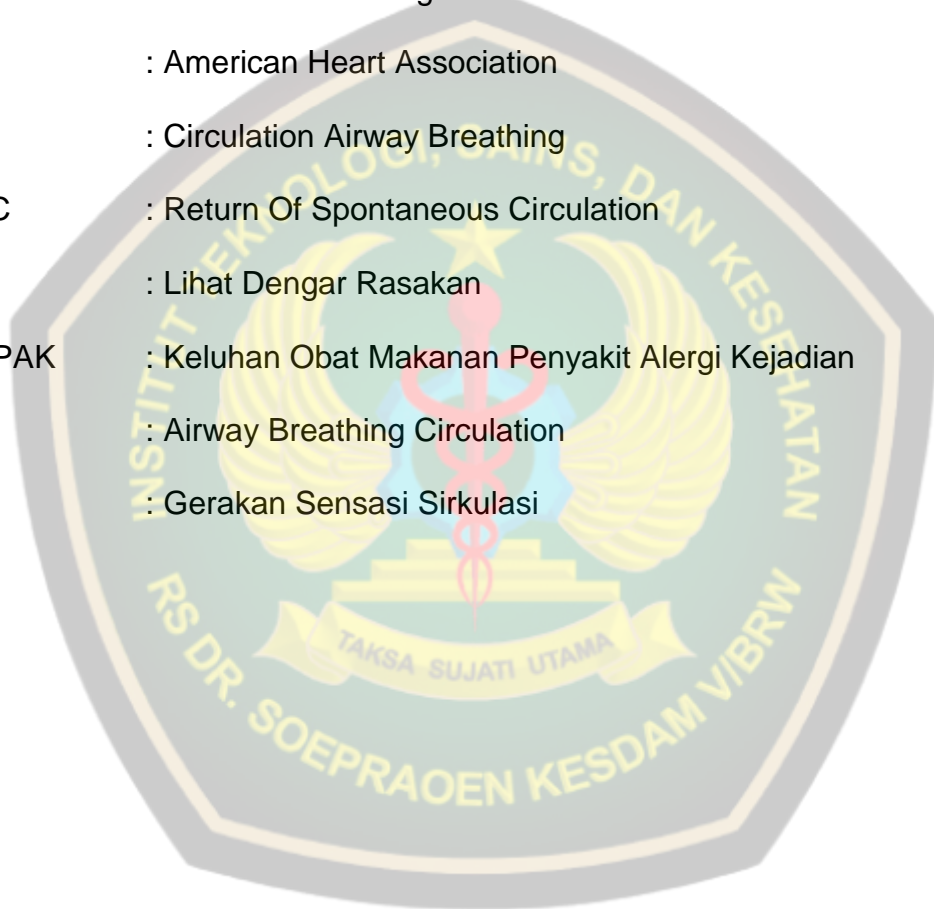 : American Heart Association
: Circulation Airway Breathing
C : Return Of Spontaneous Circulation
: Lihat Dengar Rasakan
PAK : Keluhan Obat Makanan Penyakit Alergi Kejadian
: Airway Breathing Circulation
: Gerakan Sensasi Sirkulasi
INSTITUT TEKNOLOGI, SAINS, DAN KESEHATAN
TAKSA SUJATI UTAMA
RS DR. SOEPRAOEN KESDAM V/BRW